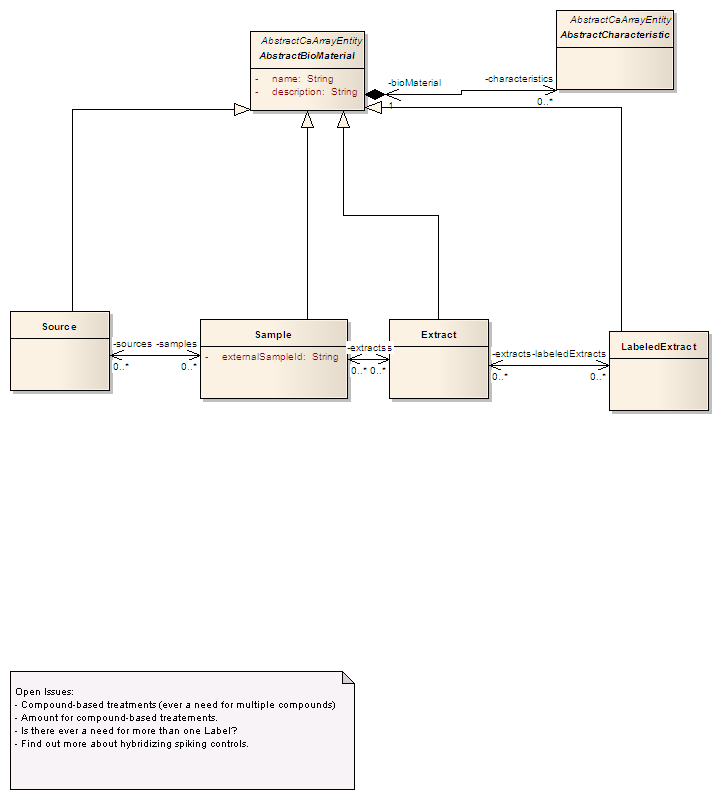 AbstractCaArrayEntity
AbstractCharacteristic
AbstractCaArrayEntity
AbstractBioMaterial
- name: String
- description: String
-bioMaterial
-characteristics
1
0..*
Source
Sample
- externalSampleId: String
Extract
LabeledExtract
-sources -samples
0..* 0..*
-extractss
0..* 0..*
-extracts-labeledExtracts
0..* 0..*
Open Issues:
- Compound-based treatments (ever a need for multiple compounds)
- Amount for compound-based treatements.
- Is there ever a need for more than one Label?
- Find out more about hybridizing spiking controls.